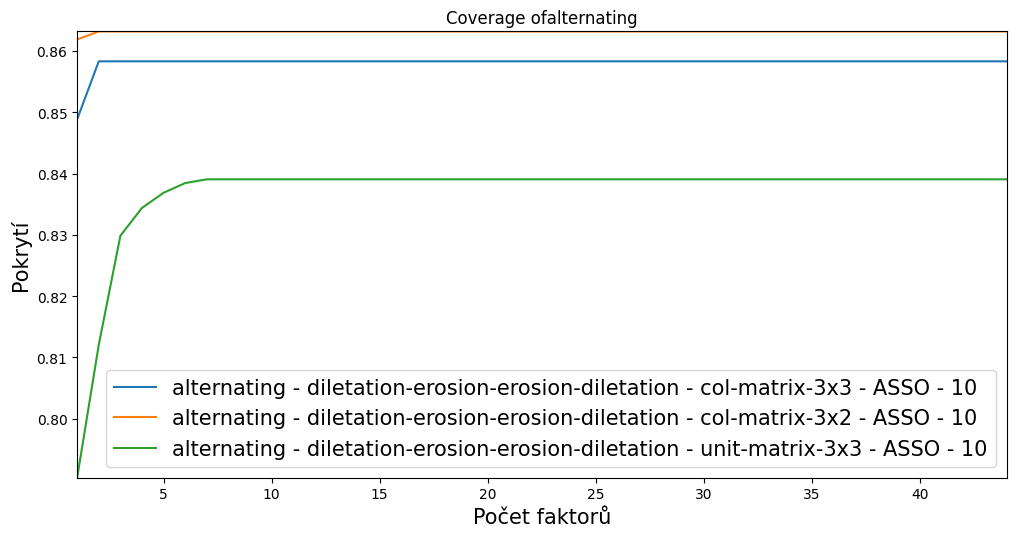 Coverage ofalternating
0.86
0.85
0.84
0.83
0.82
0.81
0.80
Pokrytí
alternating - diletation-erosion-erosion-diletation - col-matrix-3x3 - ASSO - 10
alternating - diletation-erosion-erosion-diletation - col-matrix-3x2 - ASSO - 10
alternating - diletation-erosion-erosion-diletation - unit-matrix-3x3 - ASSO - 10
5 10 15 20 25 30 35 40
Počet faktorů